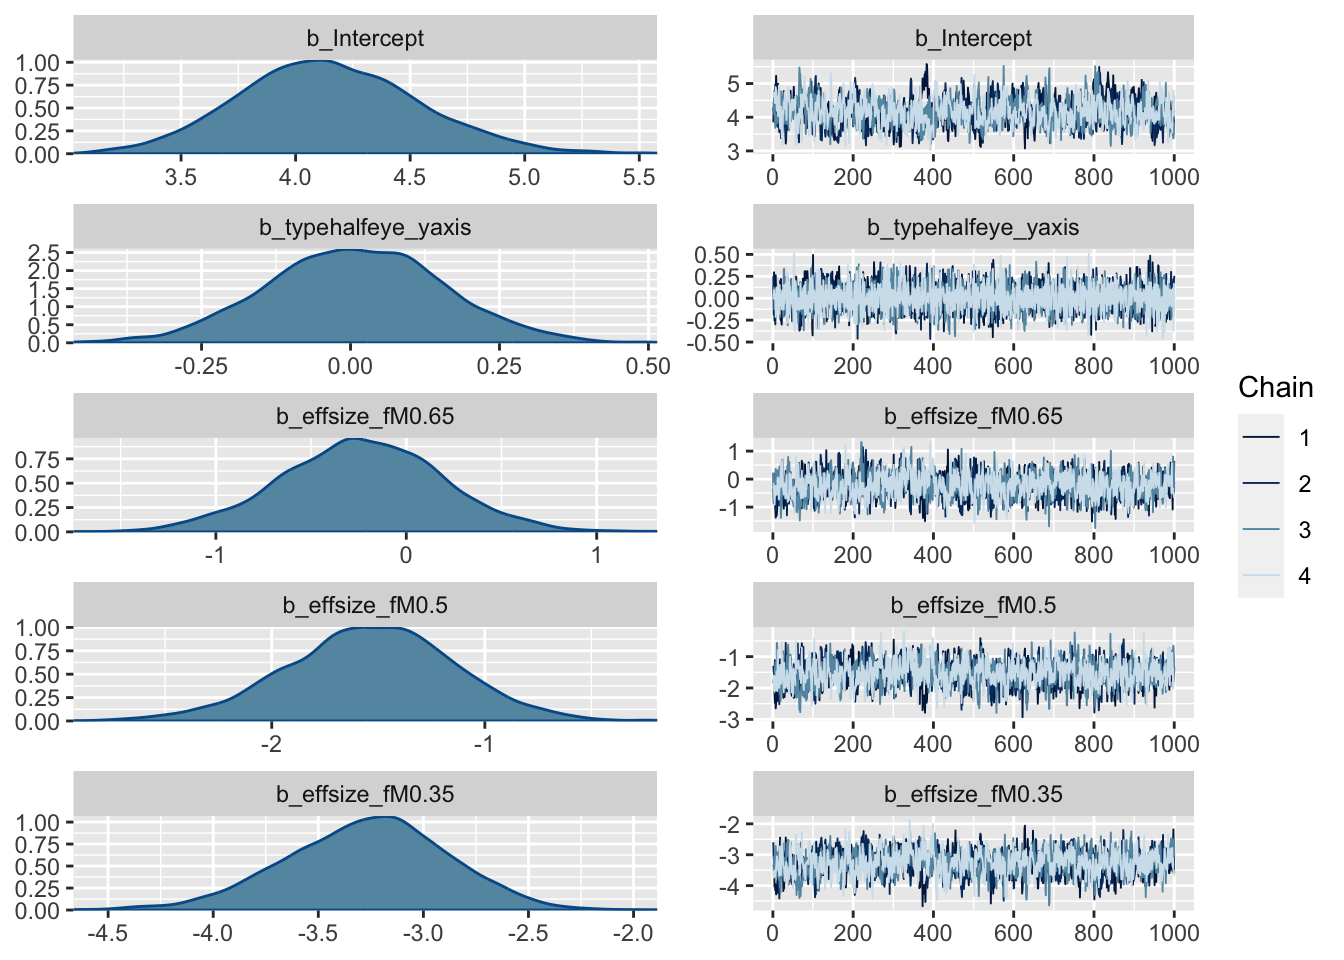 b_Intercept
1.00
0.75
0.50
0.25
0.00
3.5 4.0 4.5 5.0 5.5
b_Intercept
5
4
3
0 200 400 600 800 1000
b_typehalfeye_yaxis
2.5
2.0
1.5
1.0
0.5
0.0
-0.25 0.00 0.25 0.50
b_typehalfeye_yaxis
0.50
0.25
0.00
-0.25
-0.50
0 200 400 600 800 1000
b_effsize_fM0.65
0.75
0.50
0.25
0.00
-1 0 1
b_effsize_fM0.65
1
0
-1
0 200 400 600 800 1000
b_effsize_fM0.5
1.00
0.75
0.50
0.25
0.00
-2 -1
b_effsize_fM0.5
-1
-2
-3
0 200 400 600 800 1000
b_effsize_fM0.35
1.00
0.75
0.50
0.25
0.00
-4.5 -4.0 -3.5 -3.0 -2.5 -2.0
b_effsize_fM0.35
-2
-3
-4
0 200 400 600 800 1000
Chain
1
2
3
4